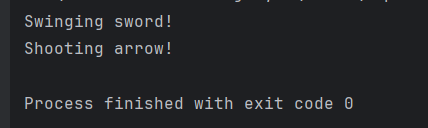 Swinging sword!
Shooting arrow!
Process finished with exit code 0